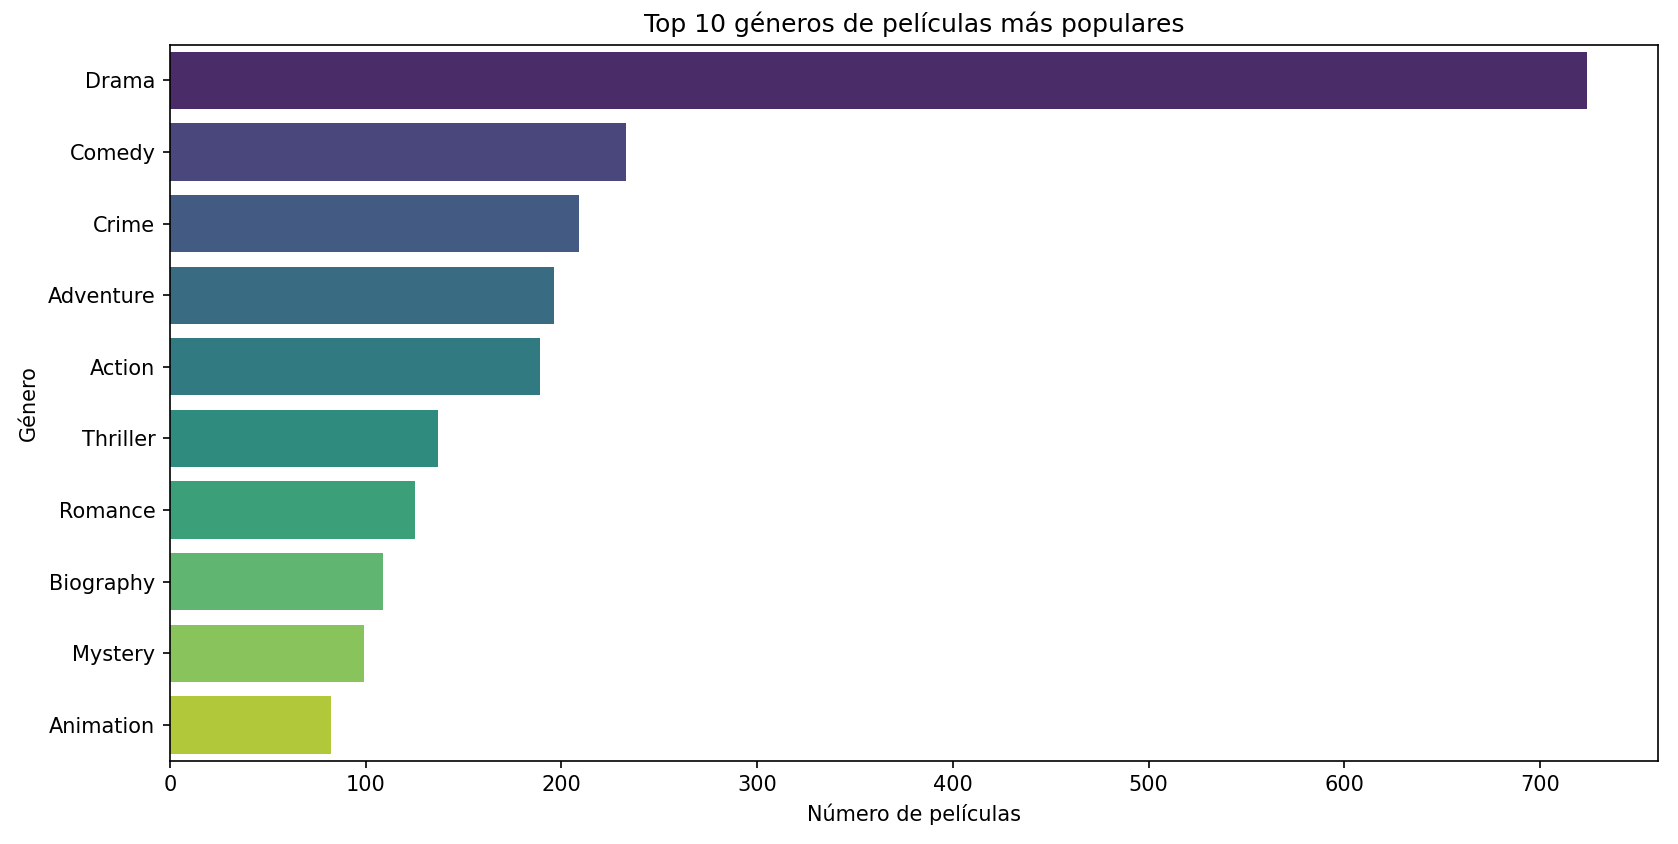 Top 10 géneros de películas más populares
Género
Drama
Comedy
Crime
Adventure
Action
Thriller
Romance
Biography
Mystery
Animation
0 100 200 300 400 500 600 700
Número de películas